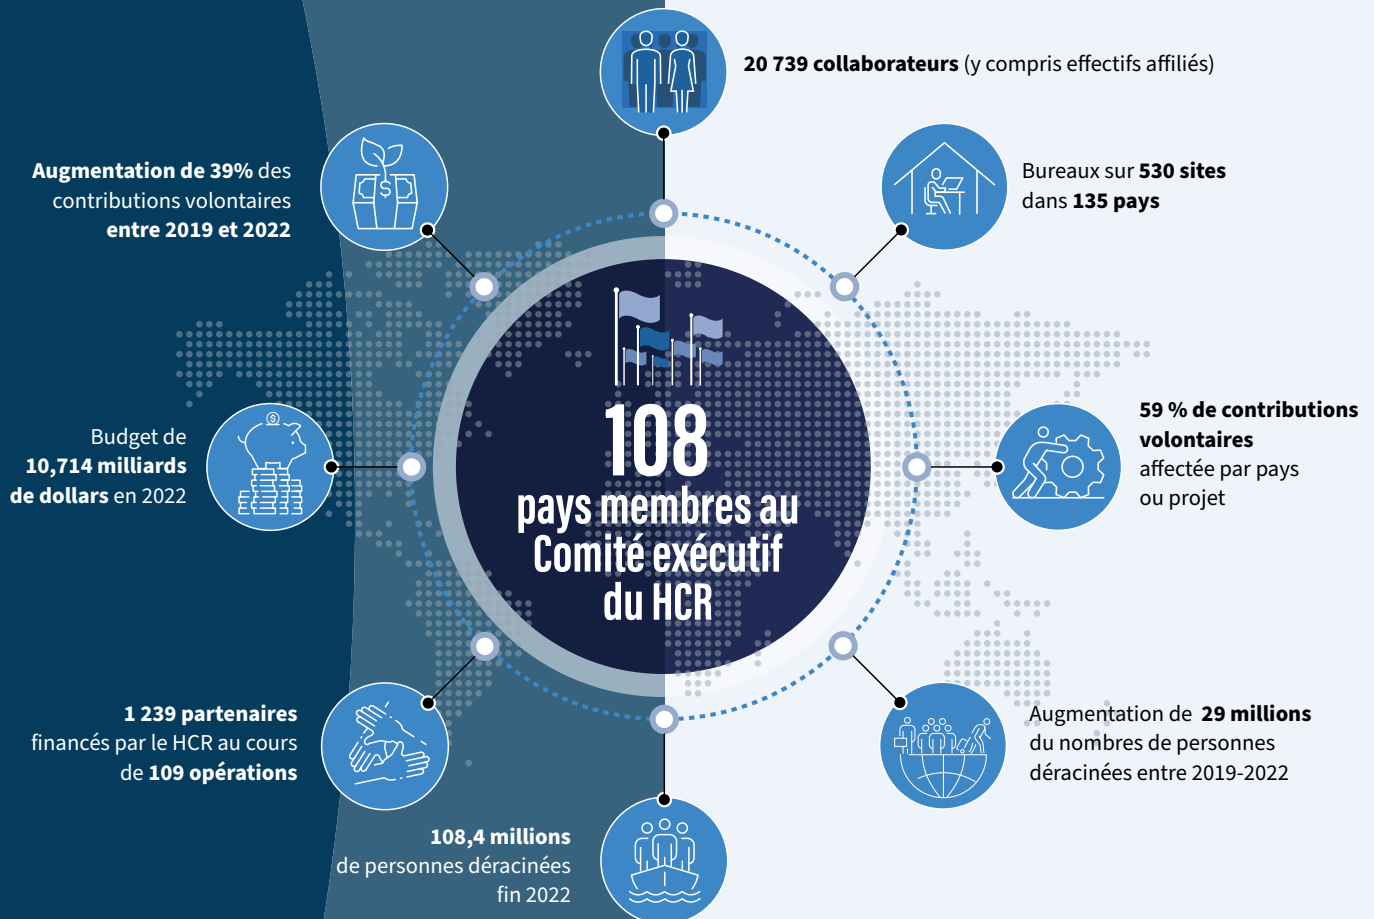 20 739 collaborateurs (y compris effectifs affiliés)
Augmentation de 39% des
contributions volontaires
entre 2019 et 2022
Bureaux sur 530 sites
dans 135 pays
Budget de
10,714 milliards
de dollars en 2022
108
pays membres au
Comité exécutif
du HCR
59 % de contributions
volontaires
affectée par pays
ou projet
1 239 partenaires
financés par le HCR au cours
de 109 opérations
Augmentation de 29 millions
du nombres de personnes
déracinées entre 2019-2022
108,4 millions
de personnes déracinées
fin 2022
$
$